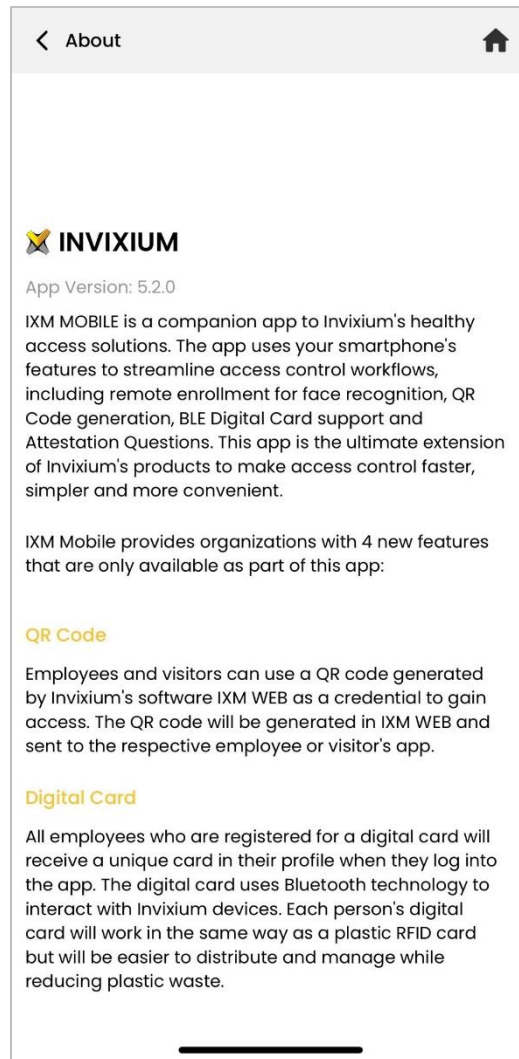 About
INVIXIUM
App Version: 5.2.0
IXM MOBILE is a companion app to Invixium's healthy
access solutions. The app uses your smartphone's
features to streamline access control workflows,
including remote enrollment for face recognition, QR
Code generation, BLE Digital Card support and
Attestation Questions. This app is the ultimate extension
of Invixium's products to make access control faster,
simpler and more convenient.
IXM Mobile provides organizations with 4 new features
that are only available as part of this app:
QR Code
Employees and visitors can use a QR code generated
by Invixium's software IXM WEB as a credential to gain
access. The QR code will be generated in IXM WEB and
sent to the respective employee or visitor's app.
Digital Card
All employees who are registered for a digital card will
receive a unique card in their profile when they log into
the app. The digital card uses Bluetooth technology to
interact with Invixium devices. Each person's digital
card will work in the same way as a plastic RFID card
but will be easier to distribute and manage while
reducing plastic waste.